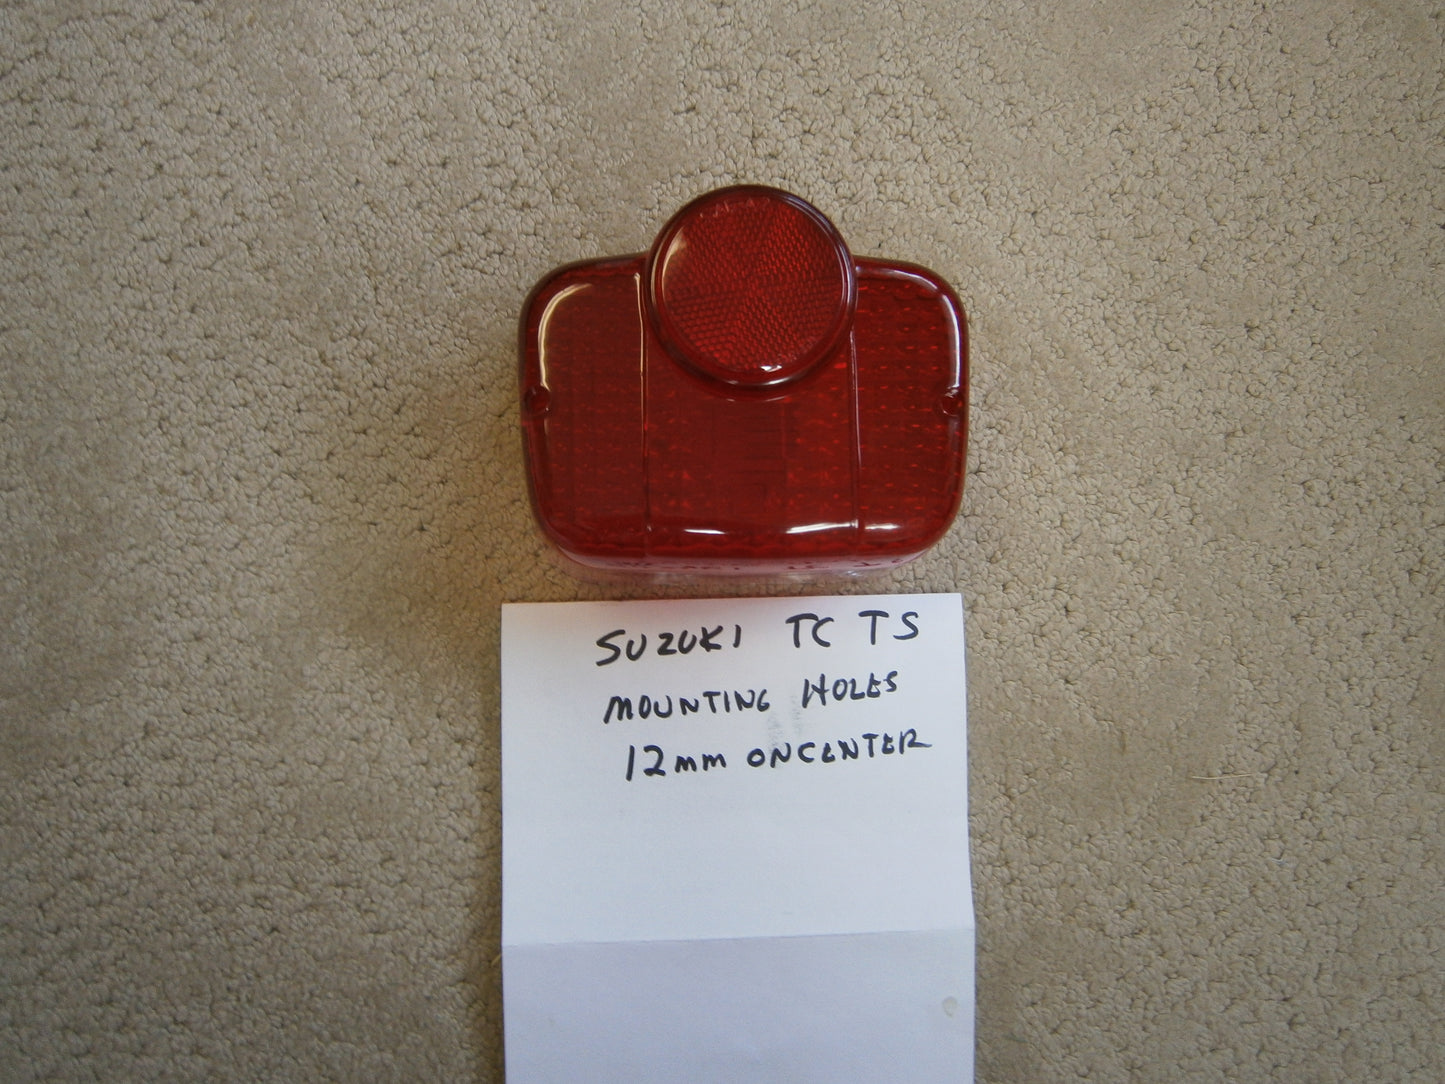 SUZUKI TC TS
MOUNTING HOLES
12mm ONCENTER